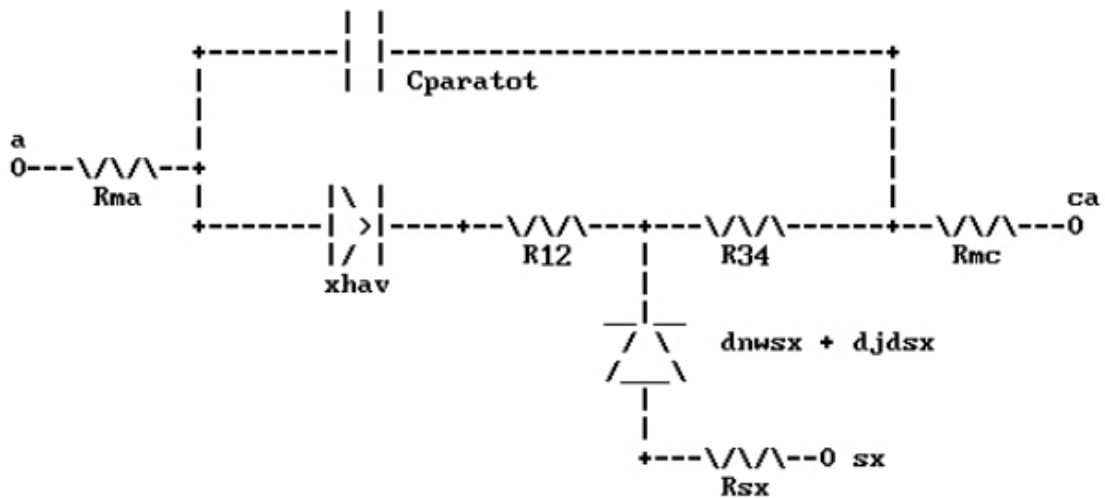 Cparatot
a
Rma
ca
R12
R34
Rmc
xhav
dnwsx + djdsx
sx
Rsx